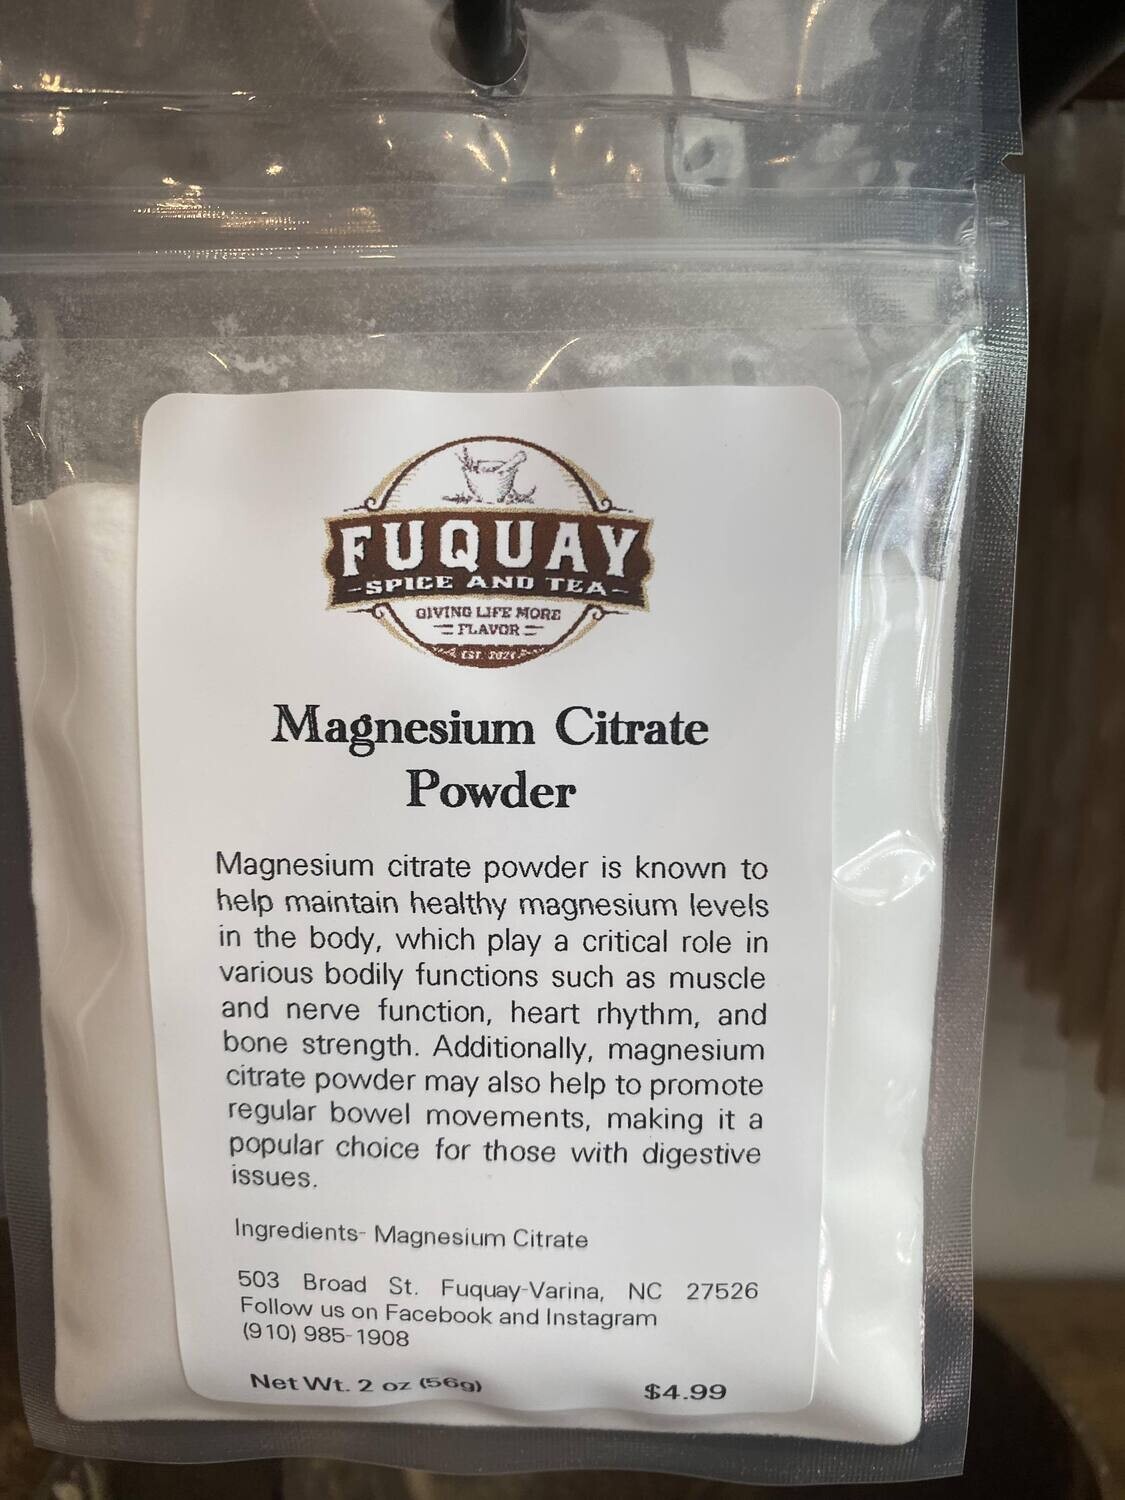 FUQUAY
-SPICE AND TEA-
GIVING LIFE MORE
FLAVOR
Magnesium Citrate
Powder
Magnesium citrate powder is known to
help maintain healthy magnesium levels
in the body, which play a critical role in
various bodily functions such as muscle
and nerve function, heart rhythm, and
bone strength. Additionally, magnesium
citrate powder may also help to promote
regular bowel movements, making it a
popular choice for those with digestive
issues.
Ingredients- Magnesium Citrate
503 Broad St. Fuquay-Varina, NC 27526
Follow us on Facebook and Instagram
(910) 985-1908
Net Wt. 2 oz (56g) $4.99